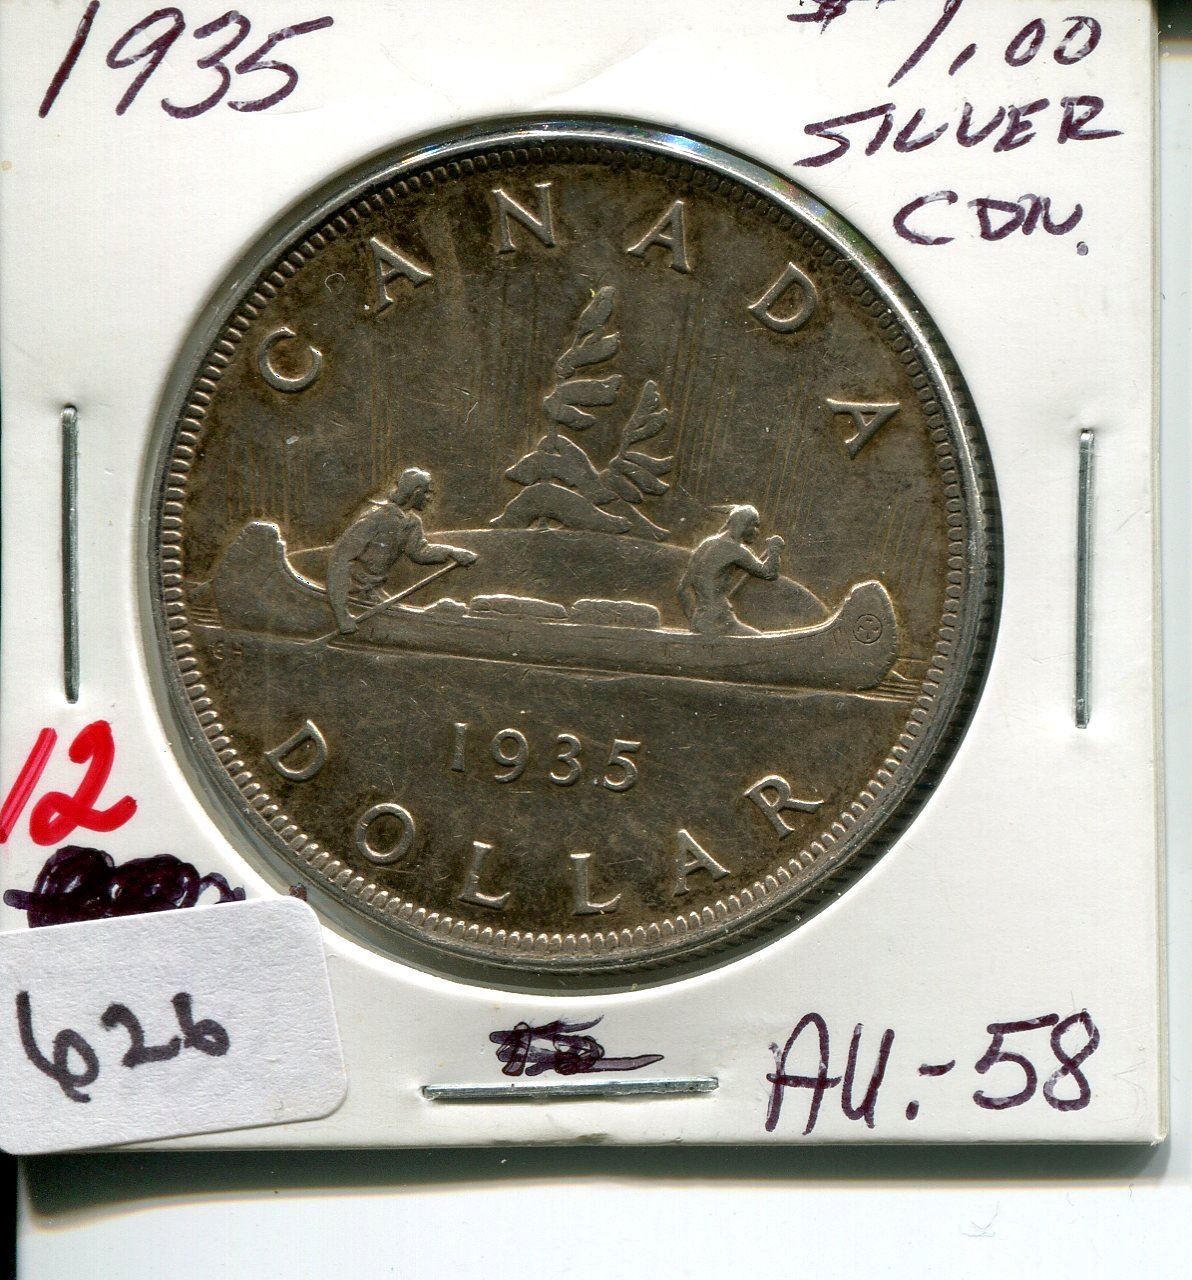 1935
$1.00
SILVER
CDN.
CANADA
1935
DOLLAR
12
626
AU.-58